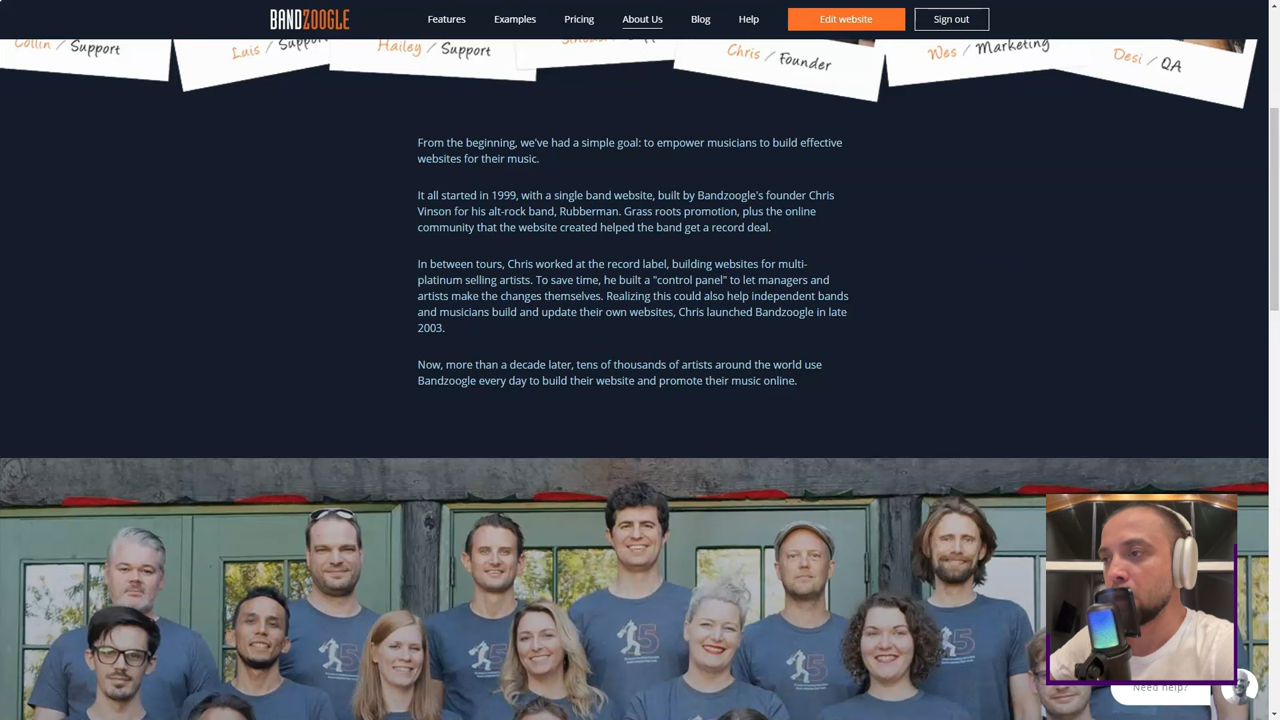 BANDZOOGLE
Features
Examples
Pricing
About Us
Blog
Help
Edit website
Sign out
Collin / Support
Luis / Support
Hailey / Support
Chris / Founder
Wes / Marketing
Desi / QA
From the beginning, we've had a simple goal: to empower musicians to build effective
websites for their music.
It all started in 1999, with a single band website, built by Bandzoogle's founder Chris
Vinson for his alt-rock band, Rubberman. Grass roots promotion, plus the online
community that the website created helped the band get a record deal.
In between tours, Chris worked at the record label, building websites for multi-
platinum selling artists. To save time, he built a "control panel" to let managers and
artists make the changes themselves. Realizing this could also help independent bands
and musicians build and update their own websites, Chris launched Bandzoogle in late
2003.
Now, more than a decade later, tens of thousands of artists around the world use
Bandzoogle every day to build their website and promote their music online.
Need help?